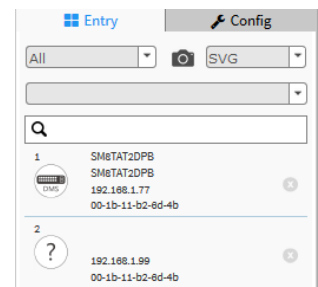 Entry Config
All SVG
1 SM8TAT2DPB
SM8TAT2DPB
DMS 192.168.1.77
00-1b-11-b2-6d-4b
2
?
192.168.1.99
00-1b-11-b2-6d-4b